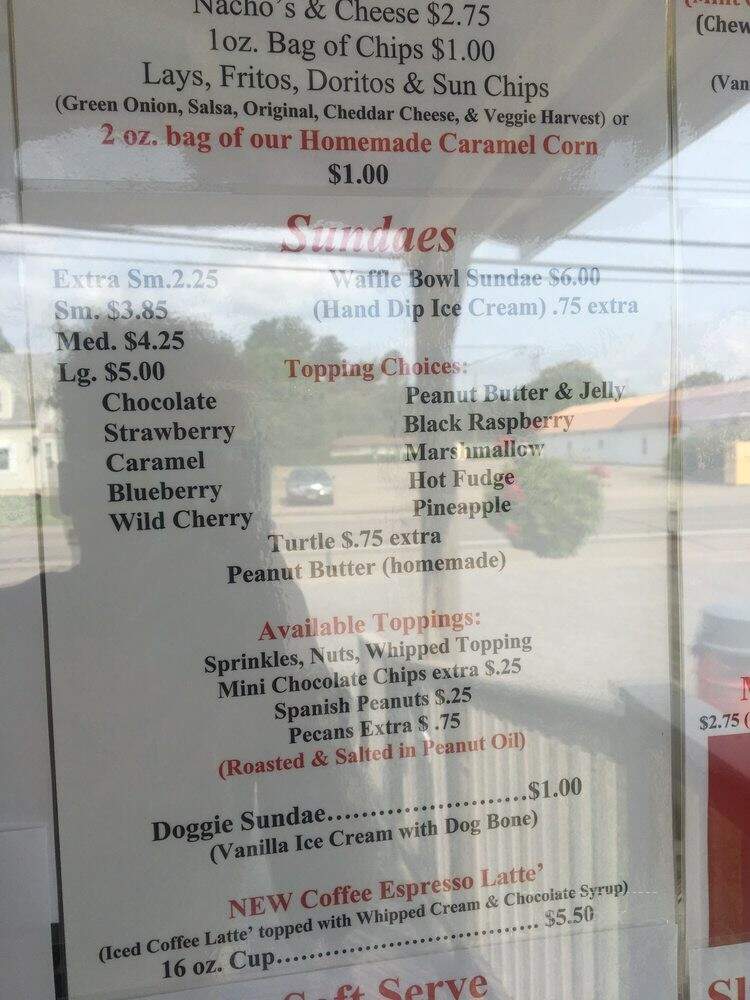 Nacho's & Cheese $2.75
1oz. Bag of Chips $1.00
Lays, Fritos, Doritos & Sun Chips
(Green Onion, Salsa, Original, Cheddar Cheese, & Veggie Harvest) or
2 oz. bag of our Homemade Caramel Corn
$1.00
Sundaes
Extra Sm.2.25
Sm. $3.85
Med. $4.25
Lg. $5.00
Waffle Bowl Sundae $6.00
(Hand Dip Ice Cream) .75 extra
Topping Choices:
Chocolate
Strawberry
Caramel
Blueberry
Wild Cherry
Peanut Butter & Jelly
Black Raspberry
Marshmallow
Hot Fudge
Pineapple
Turtle $.75 extra
Peanut Butter (homemade)
Available Toppings:
Sprinkles, Nuts, Whipped Topping
Mini Chocolate Chips extra $.25
Spanish Peanuts $.25
Pecans Extra $ .75
(Roasted & Salted in Peanut Oil)
Doggie Sundae........................$1.00
(Vanilla Ice Cream with Dog Bone)
NEW Coffee Espresso Latte'
(Iced Coffee Latte' topped with Whipped Cream & Chocolate Syrup)
16 oz. Cup................................ $5.50
Soft Serve
(Chew
(Van
$2.75 (